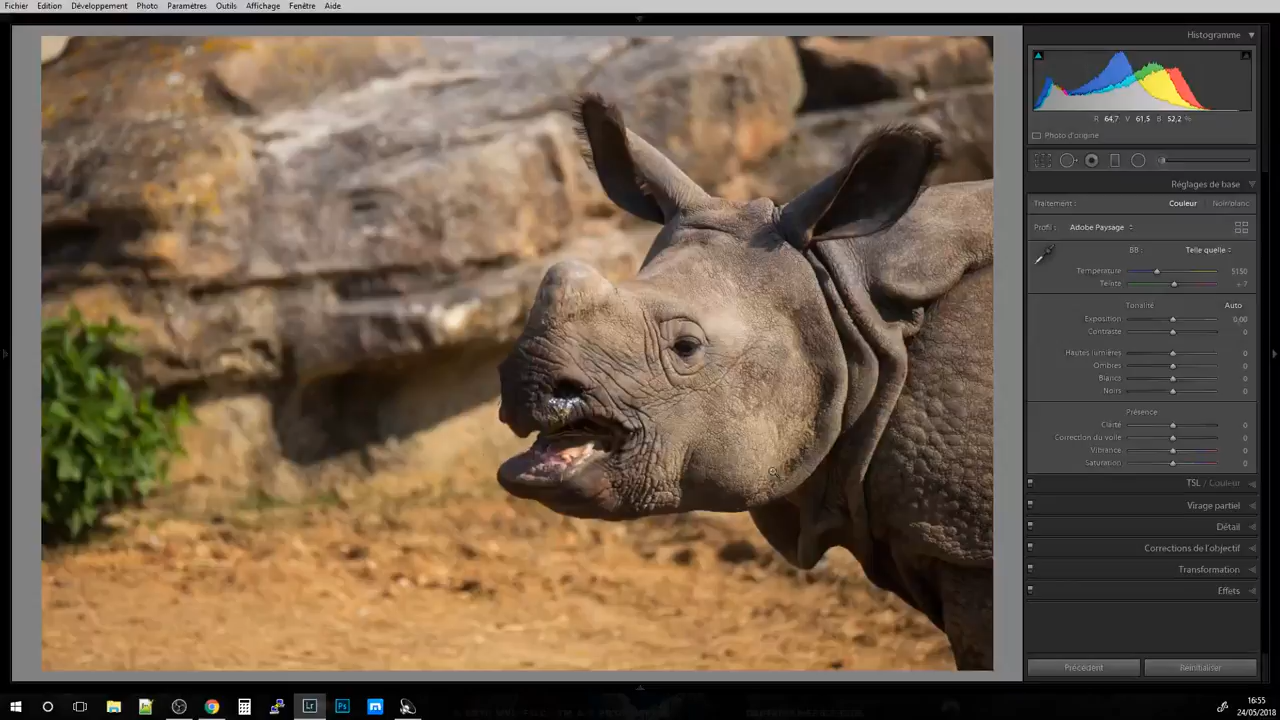 Fichier Edition Développement Photo Paramètres Outils Affichage Fenêtre Aide
Histogramme
R 64,7 V 61,5 B 52,2 %
Photo d'origine
Réglages de base
Traitement : Couleur Noir/blanc
Profil : Adobe Paysage
BB : Telle quelle
Température 5150
Teinte + 7
Tonalité Auto
Exposition 0,00
Contraste 0
Hautes lumières 0
Ombres 0
Blancs 0
Noirs 0
Présence
Clarté 0
Correction du voile 0
Vibrance 0
Saturation 0
TSL / Couleur
Virage partiel
Détail
Corrections de l'objectif
Transformation
Effets
Précédent Réinitialiser
Lr Ps
16:55
24/05/2018